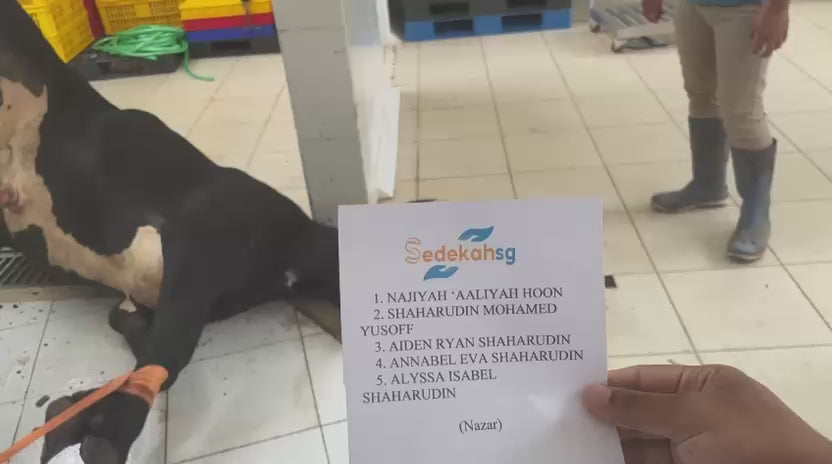 Sedekahsg
1. NAJIYAH ‘AALIYAH HOON
2. SHAHARUDIN MOHAMED
YUSOFF
3. AIDEN RYAN SHAHARUDIN
4. ANNABEL EVA SHAHARUDIN
5. ALYSSA ISABEL
SHAHARUDIN
(Nazar)